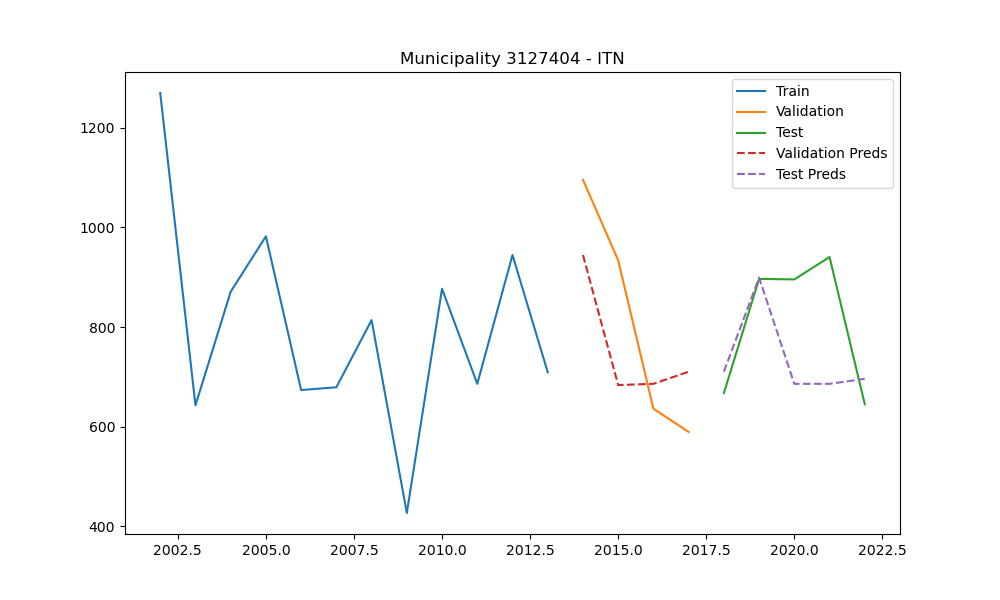 Municipality 3127404 - ITN
Train
Validation
Test
Validation Preds
Test Preds
1200
1000
800
600
400
2002.5 2005.0 2007.5 2010.0 2012.5 2015.0 2017.5 2020.0 2022.5